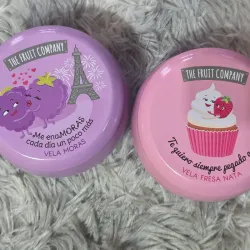 THE FRUIT COMPANY
Me enaMORAs
cada día un poco más
VELA MORAS
THE FRUIT COMPANY
Te quiero siempre pegado a
VELA FRESA NATA